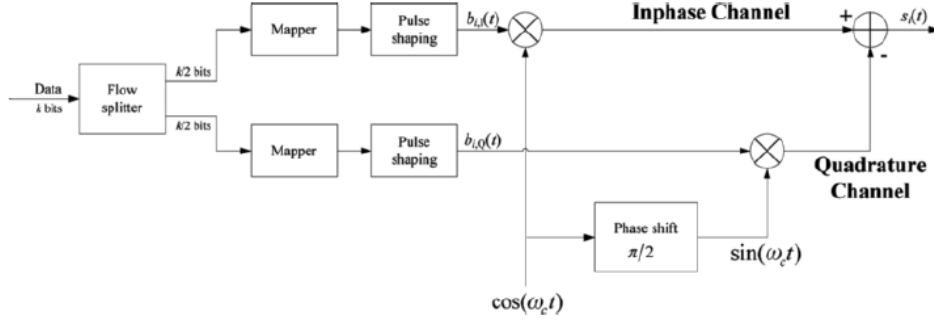 Inphase Channel
Mapper
Pulse
shaping
b_{i,I}(t)
+
s_i(t)
-
k/2 bits
Data
k bits
Flow
splitter
k/2 bits
Mapper
Pulse
shaping
b_{i,Q}(t)
Quadrature
Channel
Phase shift
π/2
sin(ω_c t)
cos(ω_c t)